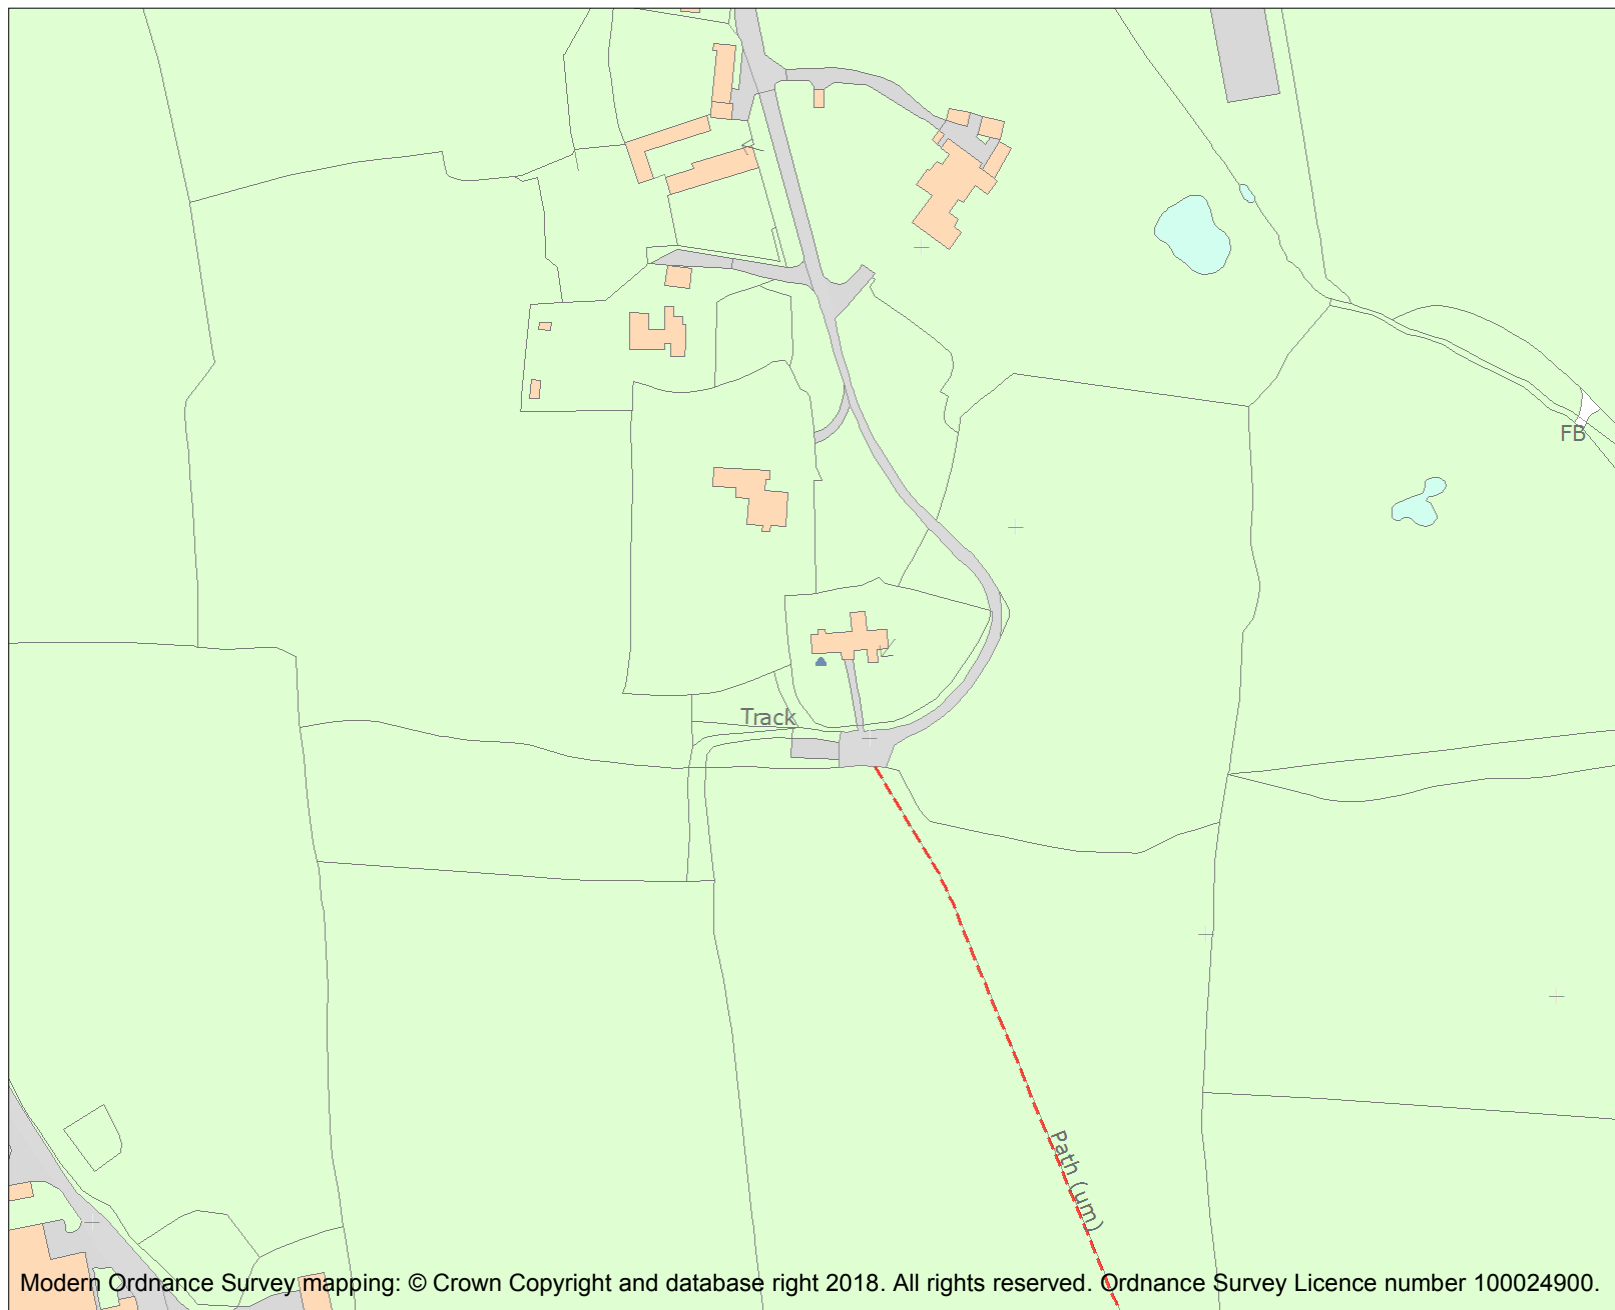 FB
Track
Path (um)
Modern Ordnance Survey mapping: © Crown Copyright and database right 2018. All rights reserved. Ordnance Survey Licence number 100024900.